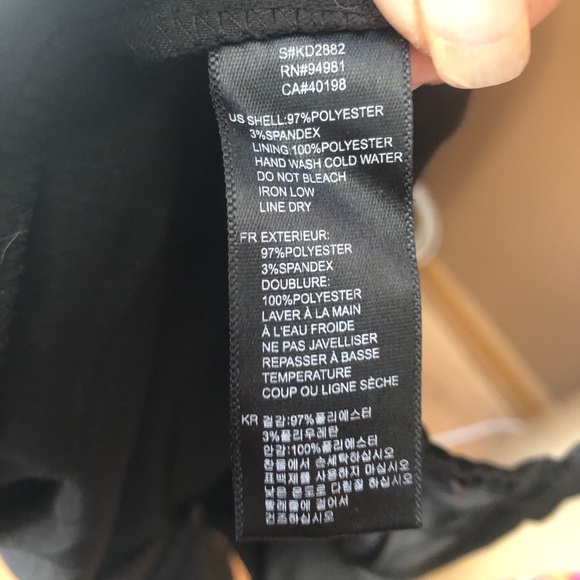 S#KD2882
RN#94981
CA#40198
US SHELL:97%POLYESTER
3%SPANDEX
LINING:100%POLYESTER
HAND WASH COLD WATER
DO NOT BLEACH
IRON LOW
LINE DRY
FR EXTERIEUR:
97%POLYESTER
3%SPANDEX
DOUBLURE:
100%POLYESTER
LAVER À LA MAIN
À L'EAU FROIDE
NE PAS JAVELLISER
REPASSER À BASSE
TEMPERATURE
COUP OU LIGNE SÈCHE
KR 겉감:97%폴리에스터
3%폴리우레탄
안감:100%폴리에스터
찬물에서 손세탁하십시오
표백제를 사용하지 마십시오
낮은 온도로 다림질 하십시오
빨래줄에 걸어서
건조하십시오